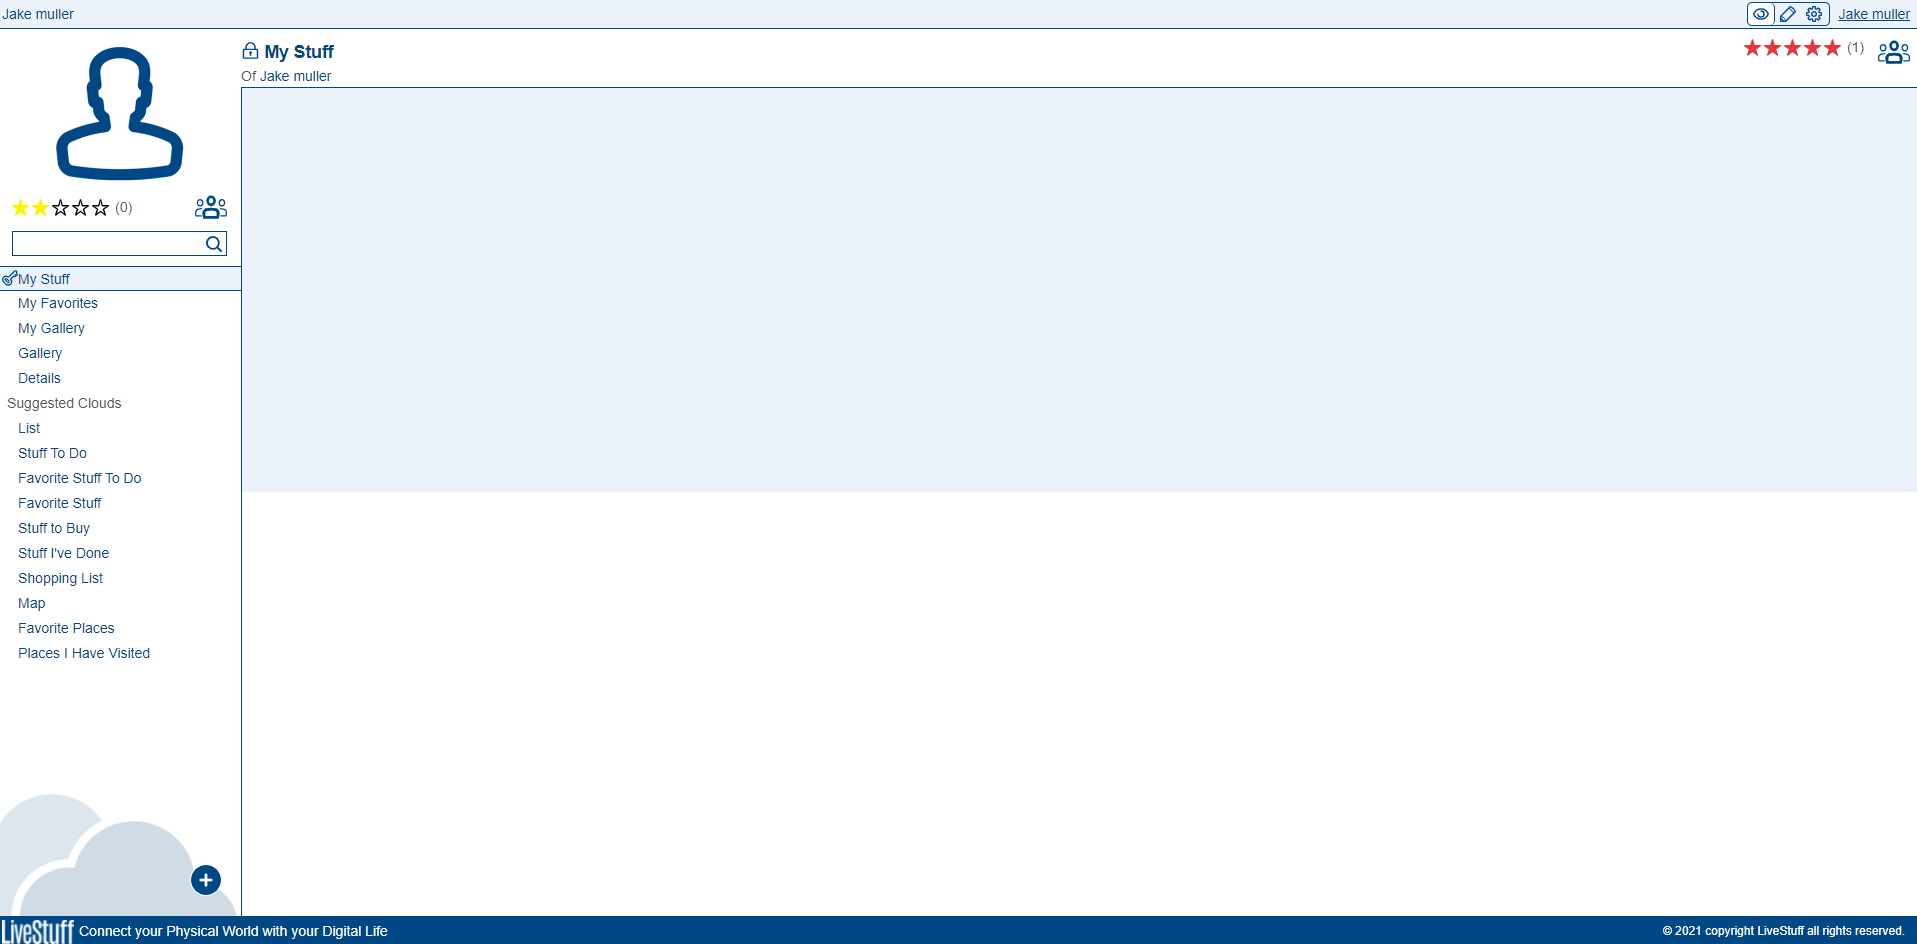 Jake muller
Jake muller
My Stuff
Of Jake muller
(1)
(0)
My Stuff
My Favorites
My Gallery
Gallery
Details
Suggested Clouds
List
Stuff To Do
Favorite Stuff To Do
Favorite Stuff
Stuff to Buy
Stuff I've Done
Shopping List
Map
Favorite Places
Places I Have Visited
LiveStuff Connect your Physical World with your Digital Life
© 2021 copyright LiveStuff all rights reserved.